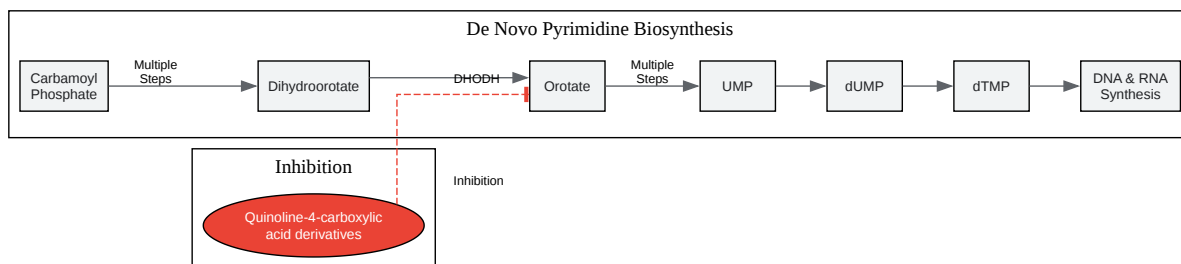 De Novo Pyrimidine Biosynthesis
Carbamoyl
Phosphate
Multiple
Steps
Dihydroorotate
DHODH
Orotate
Multiple
Steps
UMP
dUMP
dTMP
DNA & RNA
Synthesis
Inhibition
Inhibition
Quinoline-4-carboxylic
acid derivatives